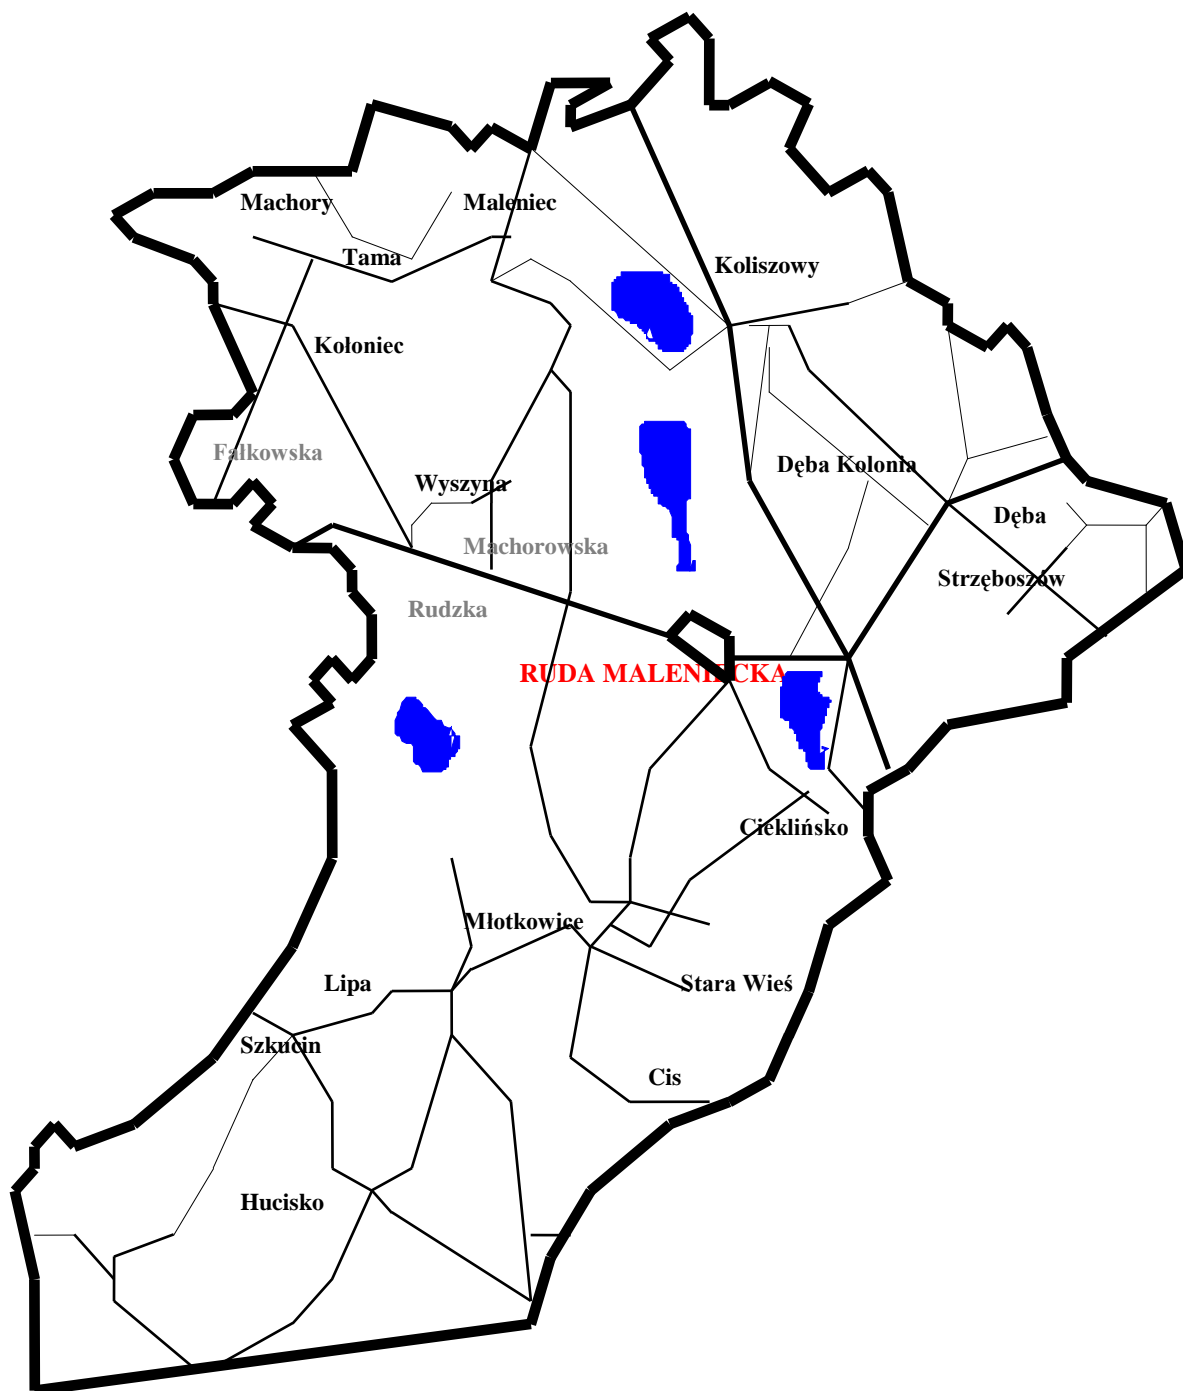 Machory
Maleniec
Tama
Koliszowy
Kołoniec
Fałkowska
Dęba Kolonia
Wyszyna
Dęba
Machorowska
Strzęboszów
Rudzka
RUDA MALENIECKA
Cieklińsko
Młotkowice
Lipa
Stara Wieś
Szkucin
Cis
Hucisko